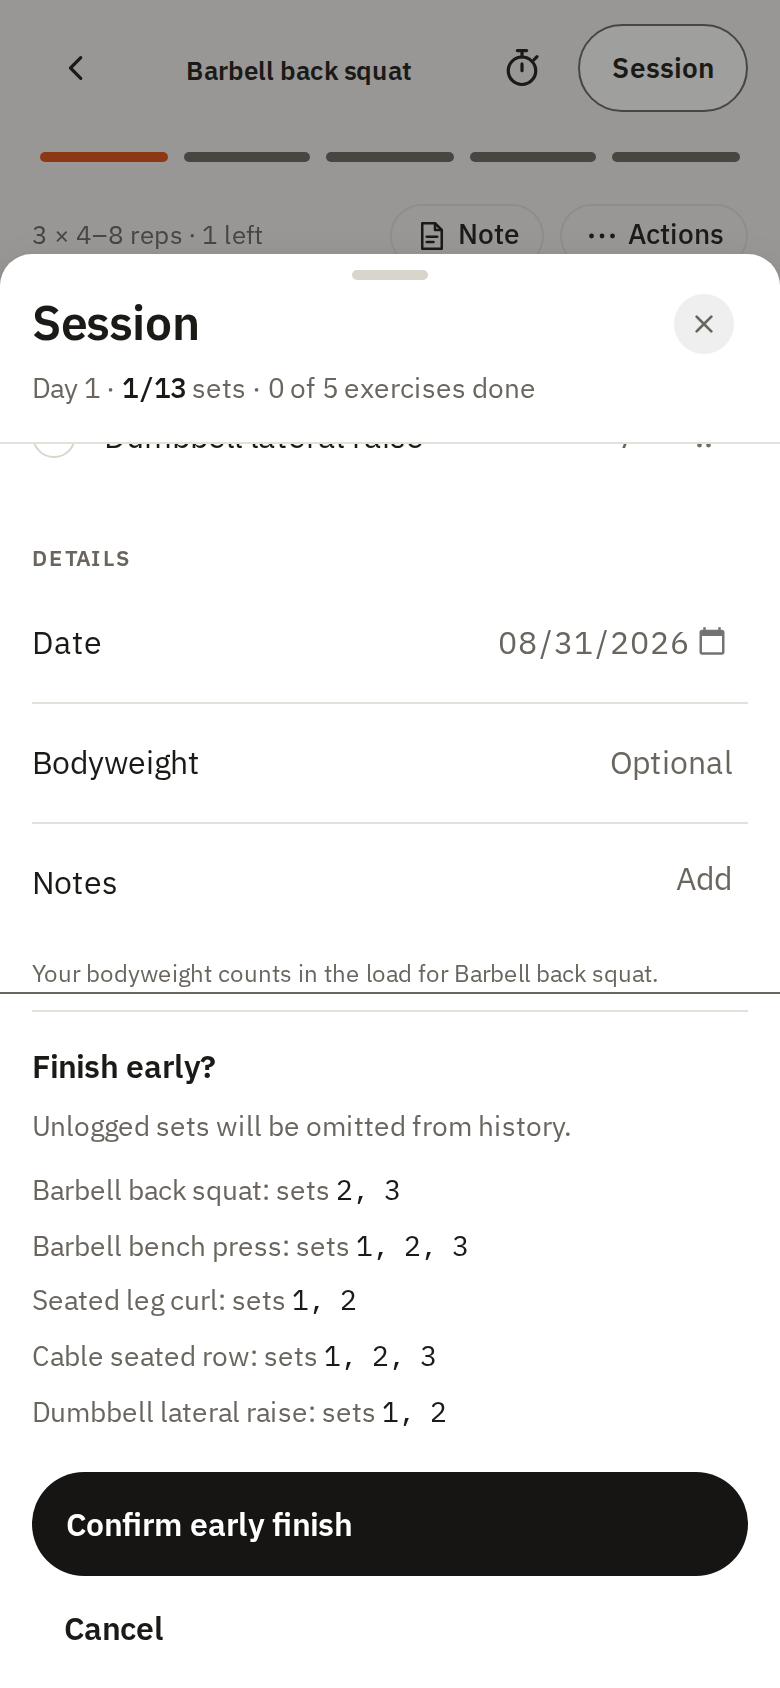 Barbell back squat
Session
3 × 4–8 reps · 1 left
Note
Actions
Session
Day 1 · 1/13 sets · 0 of 5 exercises done
Dumbbell lateral raise
DETAILS
Date
08/31/2026
Bodyweight
Optional
Notes
Add
Your bodyweight counts in the load for Barbell back squat.
Finish early?
Unlogged sets will be omitted from history.
Barbell back squat: sets 2, 3
Barbell bench press: sets 1, 2, 3
Seated leg curl: sets 1, 2
Cable seated row: sets 1, 2, 3
Dumbbell lateral raise: sets 1, 2
Confirm early finish
Cancel